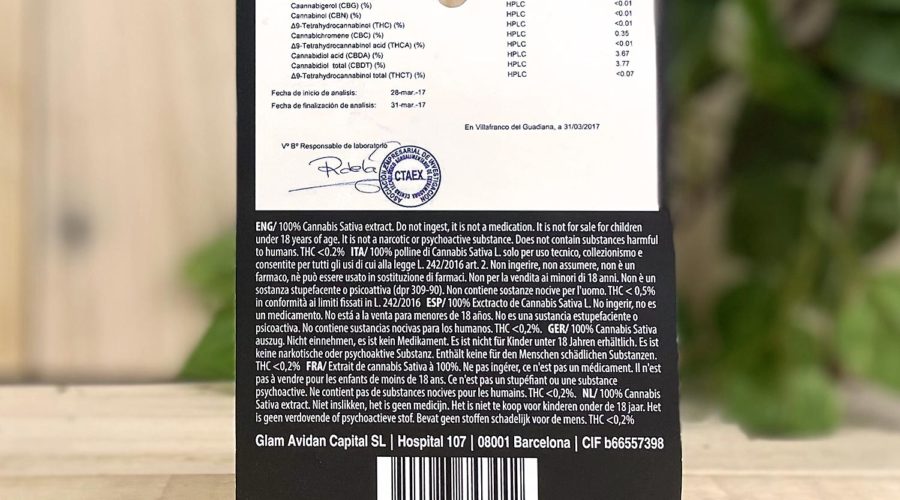 Caannabigerol (CBG) (%) HPLC <0.01
Cannabinol (CBN) (%) HPLC <0.01
Δ9-Tetrahydrocannabinol (THC) (%) HPLC <0.01
Cannabichromene (CBC) (%) HPLC 0.35
Δ9-Tetrahydrocannabinol acid (THCA) (%) HPLC <0.01
Cannabidiol acid (CBDA) (%) HPLC 3.67
Cannabidiol total (CBDT) (%) HPLC 3.77
Δ9-Tetrahydrocannabinol total (THCT) (%) HPLC <0.07
Fecha de inicio de analisis: 28-mar.-17
Fecha de finalización de analisis: 31-mar.-17
En Villafranco del Guadiana, a 31/03/2017
Vº Bº Responsable de laboratorio
CTAEX
ENG/ 100% Cannabis Sativa extract. Do not ingest, it is not a medication. It is not for sale for children
under 18 years of age. It is not a narcotic or psychoactive substance. Does not contain substances harmful
to humans. THC <0.2% ITA/ 100% polline di Cannabis Sativa L. solo per uso tecnico, collezionismo e
consentite per tutti gli usi di cui alla legge L. 242/2016 art. 2. Non ingerire, non assumere, non è un
farmaco, nè può essere usato in sostituzione di farmaci. Non per la vendita ai minori di 18 anni. Non è un
sostanza stupefacente o psicoattiva (dpr 309-90). Non contiene sostanze nocive per l'uomo. THC < 0,5%
in conformità ai limiti fissati in L. 242/2016 ESP/ 100% Exctracto de Cannabis Sativa L. No ingerir, no es
un medicamento. No está a la venta para menores de 18 años. No es una sustancia estupefaciente o
psicoactiva. No contiene sustancias nocivas para los humanos. THC <0,2%. GER/ 100% Cannabis Sativa
auszug. Nicht einnehmen, es ist kein Medikament. Es ist nicht für Kinder unter 18 Jahren erhältlich. Es ist
keine narkotische oder psychoaktive Substanz. Enthält keine für den Menschen schädlichen Substanzen.
THC <0,2% FRA/ Extrait de cannabis Sativa à 100%. Ne pas ingérer, ce n'est pas un médicament. Il n'est
pas à vendre pour les enfants de moins de 18 ans. Ce n'est pas un stupéfiant ou une substance
psychoactive. Ne contient pas de substances nocives pour les humains. THC <0,2%. NL/ 100% Cannabis
Sativa extract. Niet inslikken, het is geen medicijn. Het is niet te koop voor kinderen onder de 18 jaar. Het
is geen verdovende of psychoactieve stof. Bevat geen stoffen schadelijk voor de mens. THC <0,2%
Glam Avidan Capital SL | Hospital 107 | 08001 Barcelona | CIF b66557398